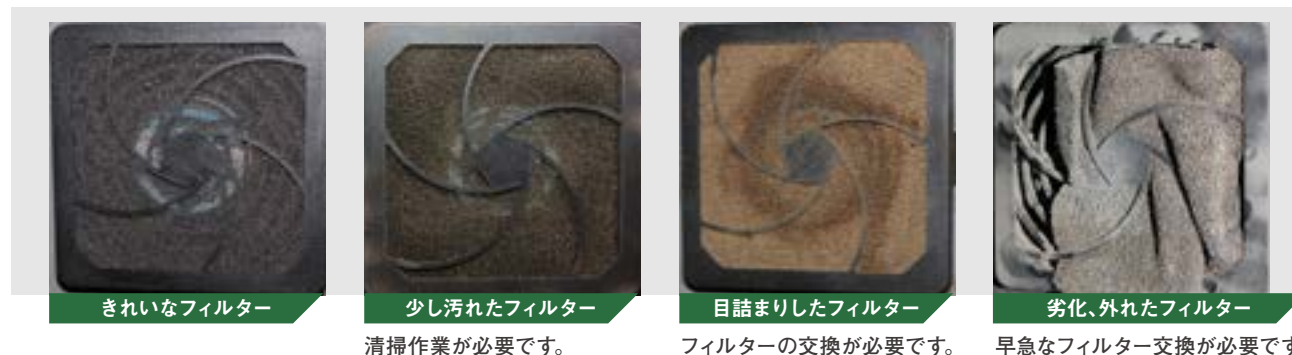 きれいなフィルター
少し汚れたフィルター
目詰まりしたフィルター
劣化、外れたフィルター
清掃作業が必要です。
フィルターの交換が必要です。
早急なフィルター交換が必要です